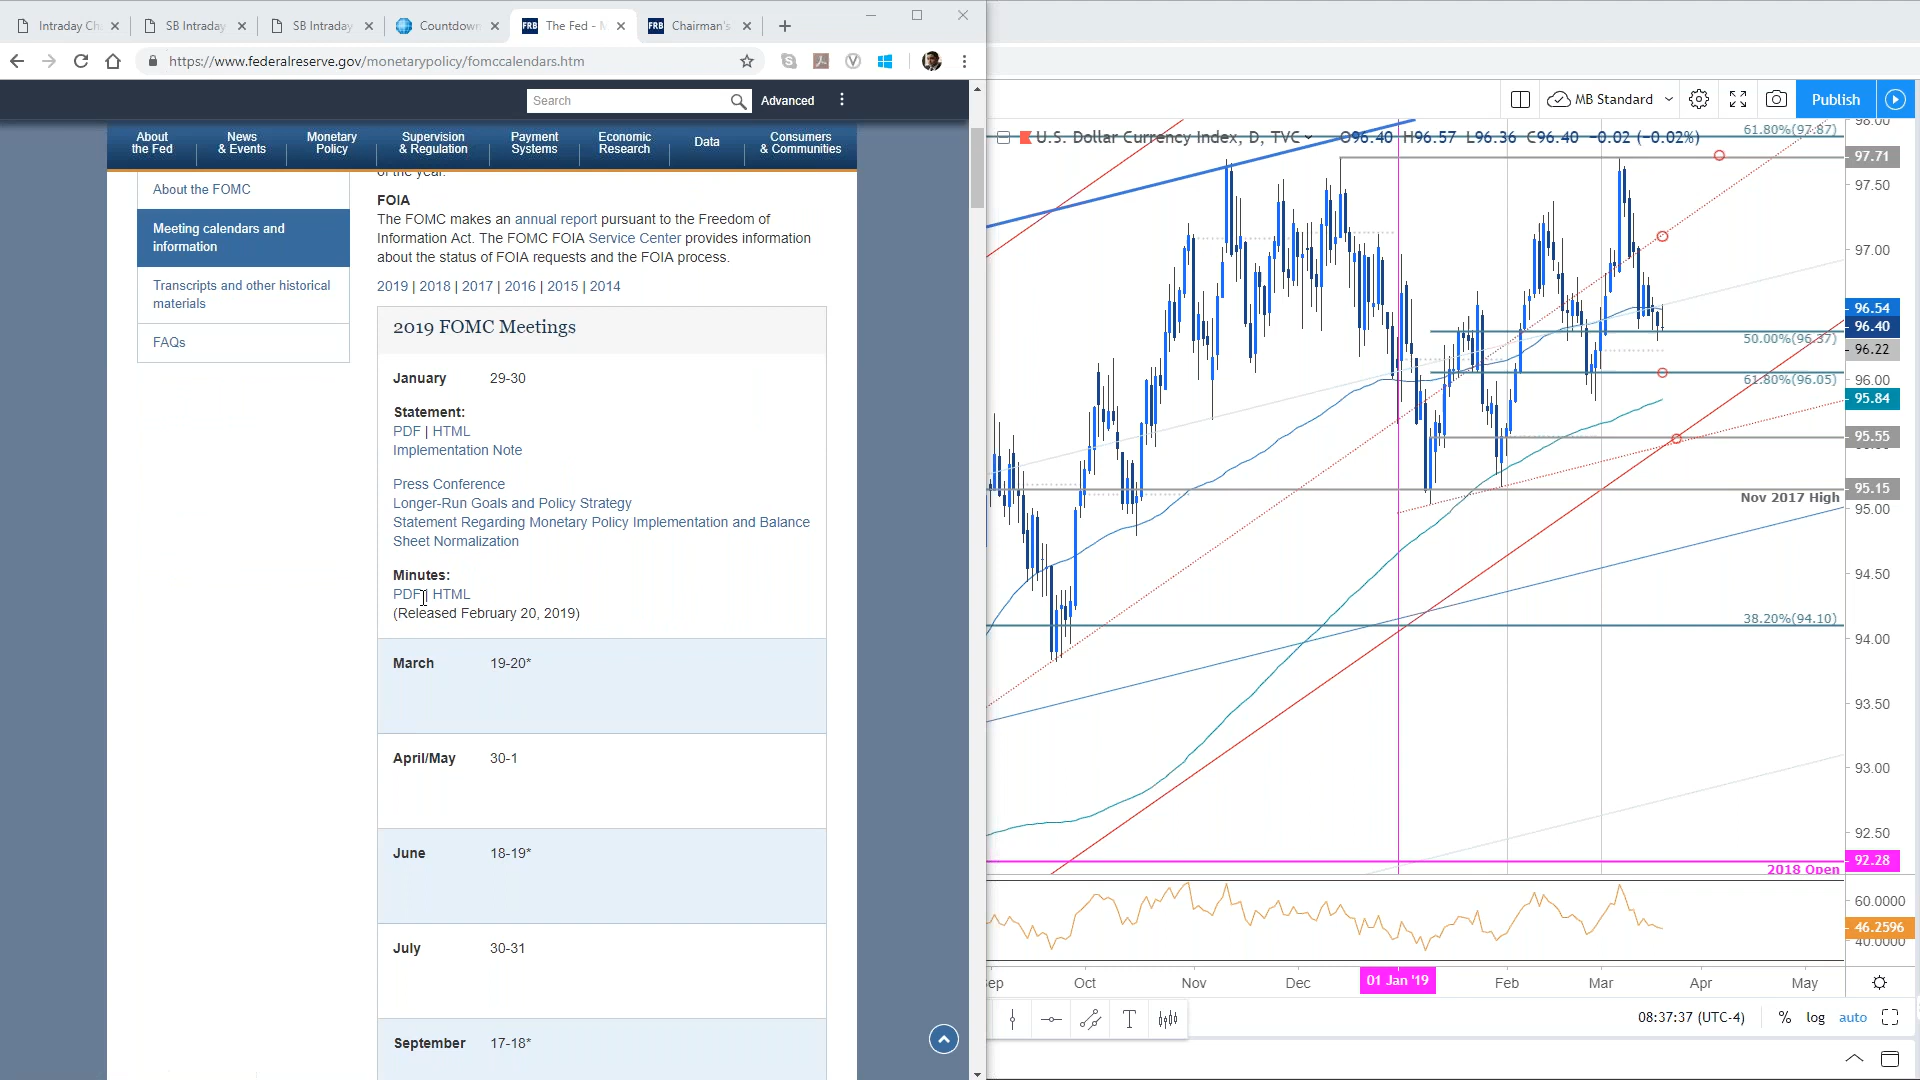 Intraday Ch
SB Intraday
SB Intraday
Countdown
The Fed - M
Chairman's
https://www.federalreserve.gov/monetarypolicy/fomccalendars.htm
Search
Advanced
About
the Fed
News
& Events
Monetary
Policy
Supervision
& Regulation
Payment
Systems
Economic
Research
Data
Consumers
& Communities
of the year.
About the FOMC
Meeting calendars and
information
Transcripts and other historical
materials
FAQs
FOIA
The FOMC makes an annual report pursuant to the Freedom of
Information Act. The FOMC FOIA Service Center provides information
about the status of FOIA requests and the FOIA process.
2019 | 2018 | 2017 | 2016 | 2015 | 2014
2019 FOMC Meetings
January 29-30
Statement:
PDF | HTML
Implementation Note
Press Conference
Longer-Run Goals and Policy Strategy
Statement Regarding Monetary Policy Implementation and Balance
Sheet Normalization
Minutes:
PDF | HTML
(Released February 20, 2019)
March 19-20*
April/May 30-1
June 18-19*
July 30-31
September 17-18*
MB Standard
Publish
U.S. Dollar Currency Index, D, TVC O96.40 H96.57 L96.36 C96.40 -0.02 (-0.02%)
61.80%(97.87)
98.00
97.71
97.50
97.00
96.54
96.40
50.00%(96.37)
96.22
61.80%(96.05)
96.00
95.84
95.55
95.15
Nov 2017 High
95.00
94.50
38.20%(94.10)
94.00
93.50
93.00
92.50
92.28
2018 Open
60.0000
46.2596
40.0000
ep
Oct
Nov
Dec
01 Jan '19
Feb
Mar
Apr
May
08:37:37 (UTC-4)
%
log
auto